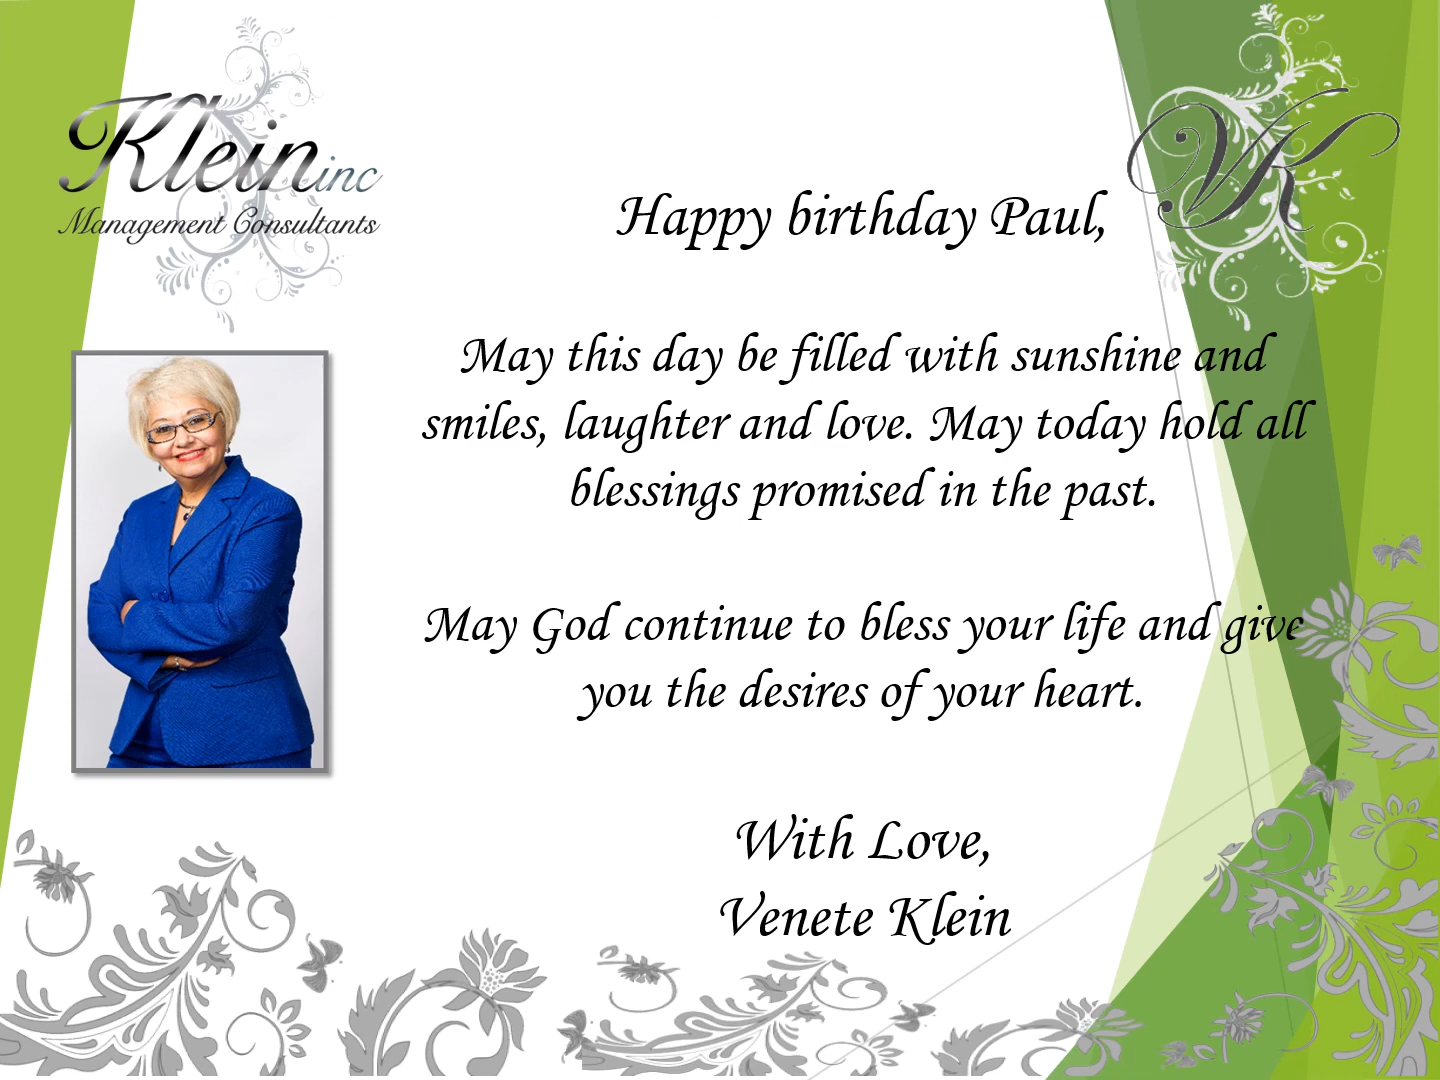 Klein inc
Management Consultants
VK
Happy birthday Paul,
May this day be filled with sunshine and
smiles, laughter and love. May today hold all
blessings promised in the past.
May God continue to bless your life and give
you the desires of your heart.
With Love,
Venete Klein